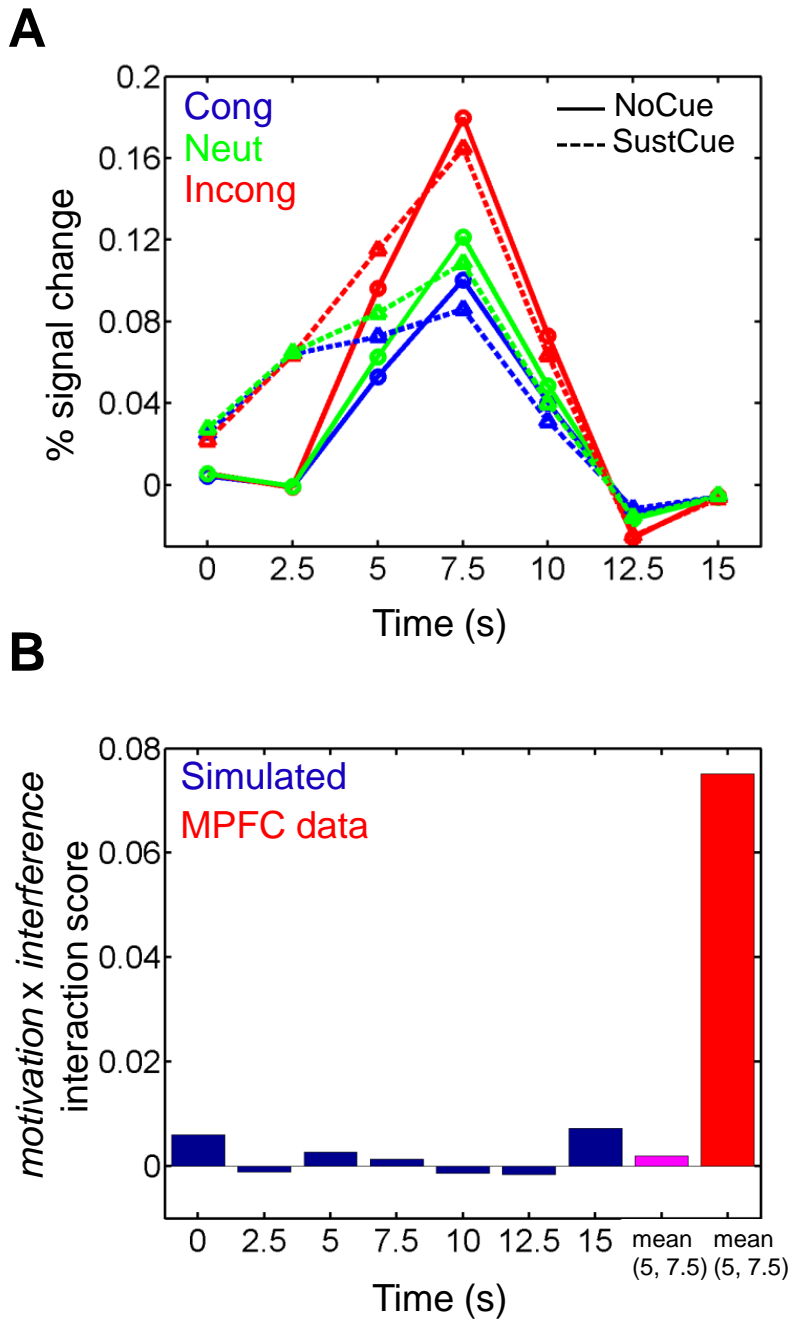 A
0.2
0.16
0.12
0.08
0.04
0
% signal change
Cong
Neut
Incong
NoCue
SustCue
0 2.5 5 7.5 10 12.5 15
Time (s)
B
0.08
0.06
0.04
0.02
0
motivation x interference
interaction score
Simulated
MPFC data
0 2.5 5 7.5 10 12.5 15 mean mean
(5, 7.5) (5, 7.5)
Time (s)